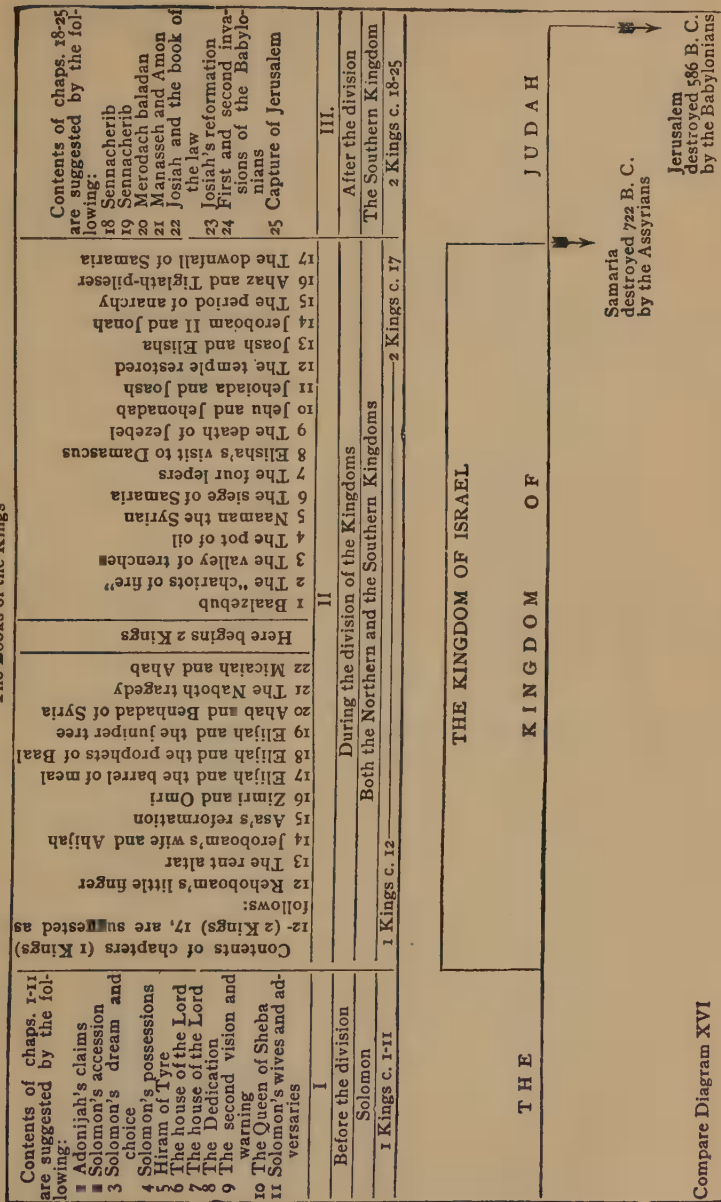 The Books of the Kings
Contents of chaps. 1-11
are suggested by the fol-
lowing:
Adonijah's claims
Solomon's accession
3 Solomon's dream and
choice
4 Solomon's possessions
5 Hiram of Tyre
6 The house of the Lord
7 The house of the Lord
8 The Dedication
9 The second vision and
warning
10 The Queen of Sheba
11 Solomon's wives and ad-
versaries
I
Before the division
Solomon
1 Kings c. 1-11
Contents of chapters (1 Kings)
12- (2 Kings) 17, are suggested as
follows:
12 Rehoboam's little finger
13 The rent altar
14 Jeroboam's wife and Ahijah
15 Asa's reformation
16 Zimri and Omri
17 Elijah and the barrel of meal
18 Elijah and the prophets of Baal
19 Elijah and the juniper tree
20 Ahab and Benhadad of Syria
21 The Naboth tragedy
22 Micaiah and Ahab
Here begins 2 Kings
1 Baalzebub
2 The "chariots of fire"
3 The valley of trenches
4 The pot of oil
5 Naaman the Syrian
6 The siege of Samaria
7 The four lepers
8 Elisha's visit to Damascus
9 The death of Jezebel
10 Jehu and Jehonadab
11 Jehoiada and Joash
12 The temple restored
13 Joash and Elisha
14 Jeroboam II and Jonah
15 The period of anarchy
16 Ahaz and Tiglath-pileser
17 The downfall of Samaria
II
During the division of the Kingdoms
Both the Northern and the Southern Kingdoms
1 Kings c. 12——2 Kings c. 17
Contents of chaps. 18-25
are suggested by the fol-
lowing:
18 Sennacherib
19 Sennacherib
20 Merodach baladan
21 Manasseh and Amon
22 Josiah and the book of
the law
23 Josiah's reformation
24 First and second inva-
sions of the Babylo-
nians
25 Capture of Jerusalem
III.
After the division
The Southern Kingdom
2 Kings c. 18-25
THE KINGDOM OF ISRAEL
THE KINGDOM OF JUDAH
Samaria
destroyed 722 B. C.
by the Assyrians
Jerusalem
destroyed 586 B. C.
by the Babylonians
Compare Diagram XVI